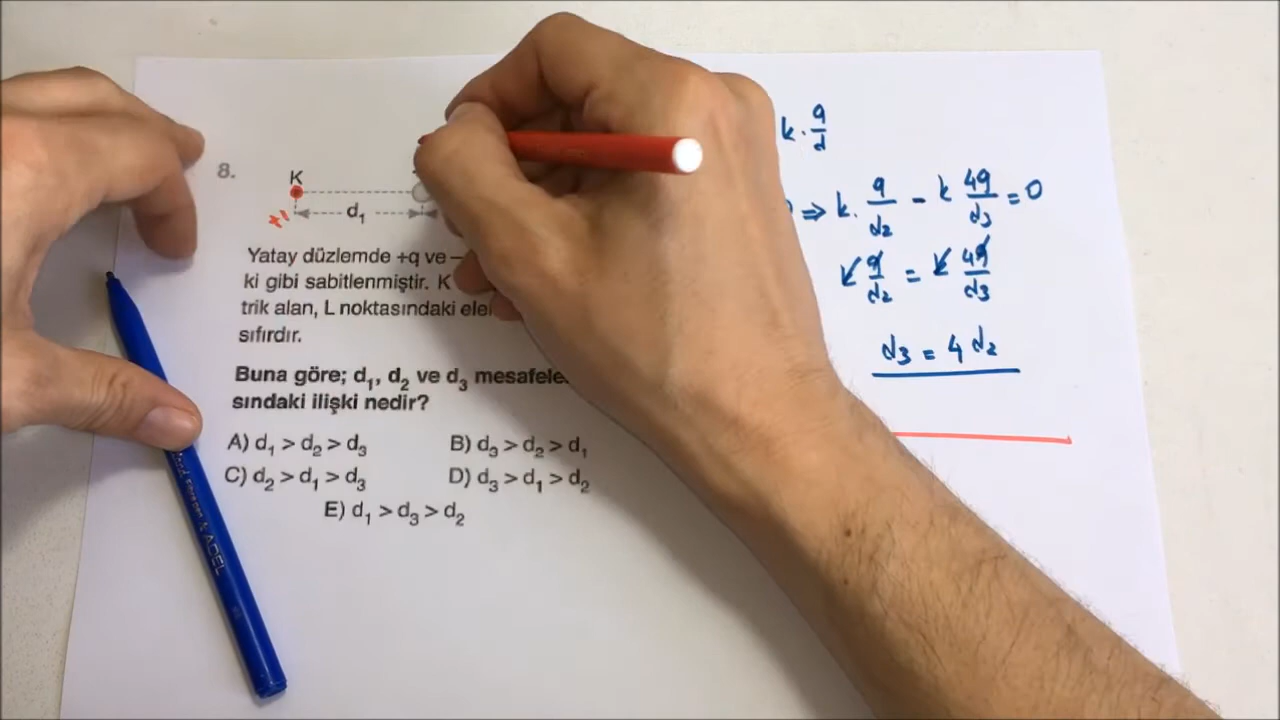 8.
K
d₁
+1
Yatay düzlemde +q ve –
ki gibi sabitlenmiştir. K
trik alan, L noktasındaki
sıfırdır.
Buna göre; d₁, d₂ ve d₃
sındaki ilişki nedir?
A) d₁ > d₂ > d₃
B) d₃ > d₂ > d₁
C) d₂ > d₁ > d₃
D) d₃ > d₁ > d₂
E) d₁ > d₃ > d₂
k. q/d
⇒ k. q/d₂ - k 4q/d₃ = 0
k q/d₂ = k 4q/d₃
d₃ = 4 d₂
ADEL